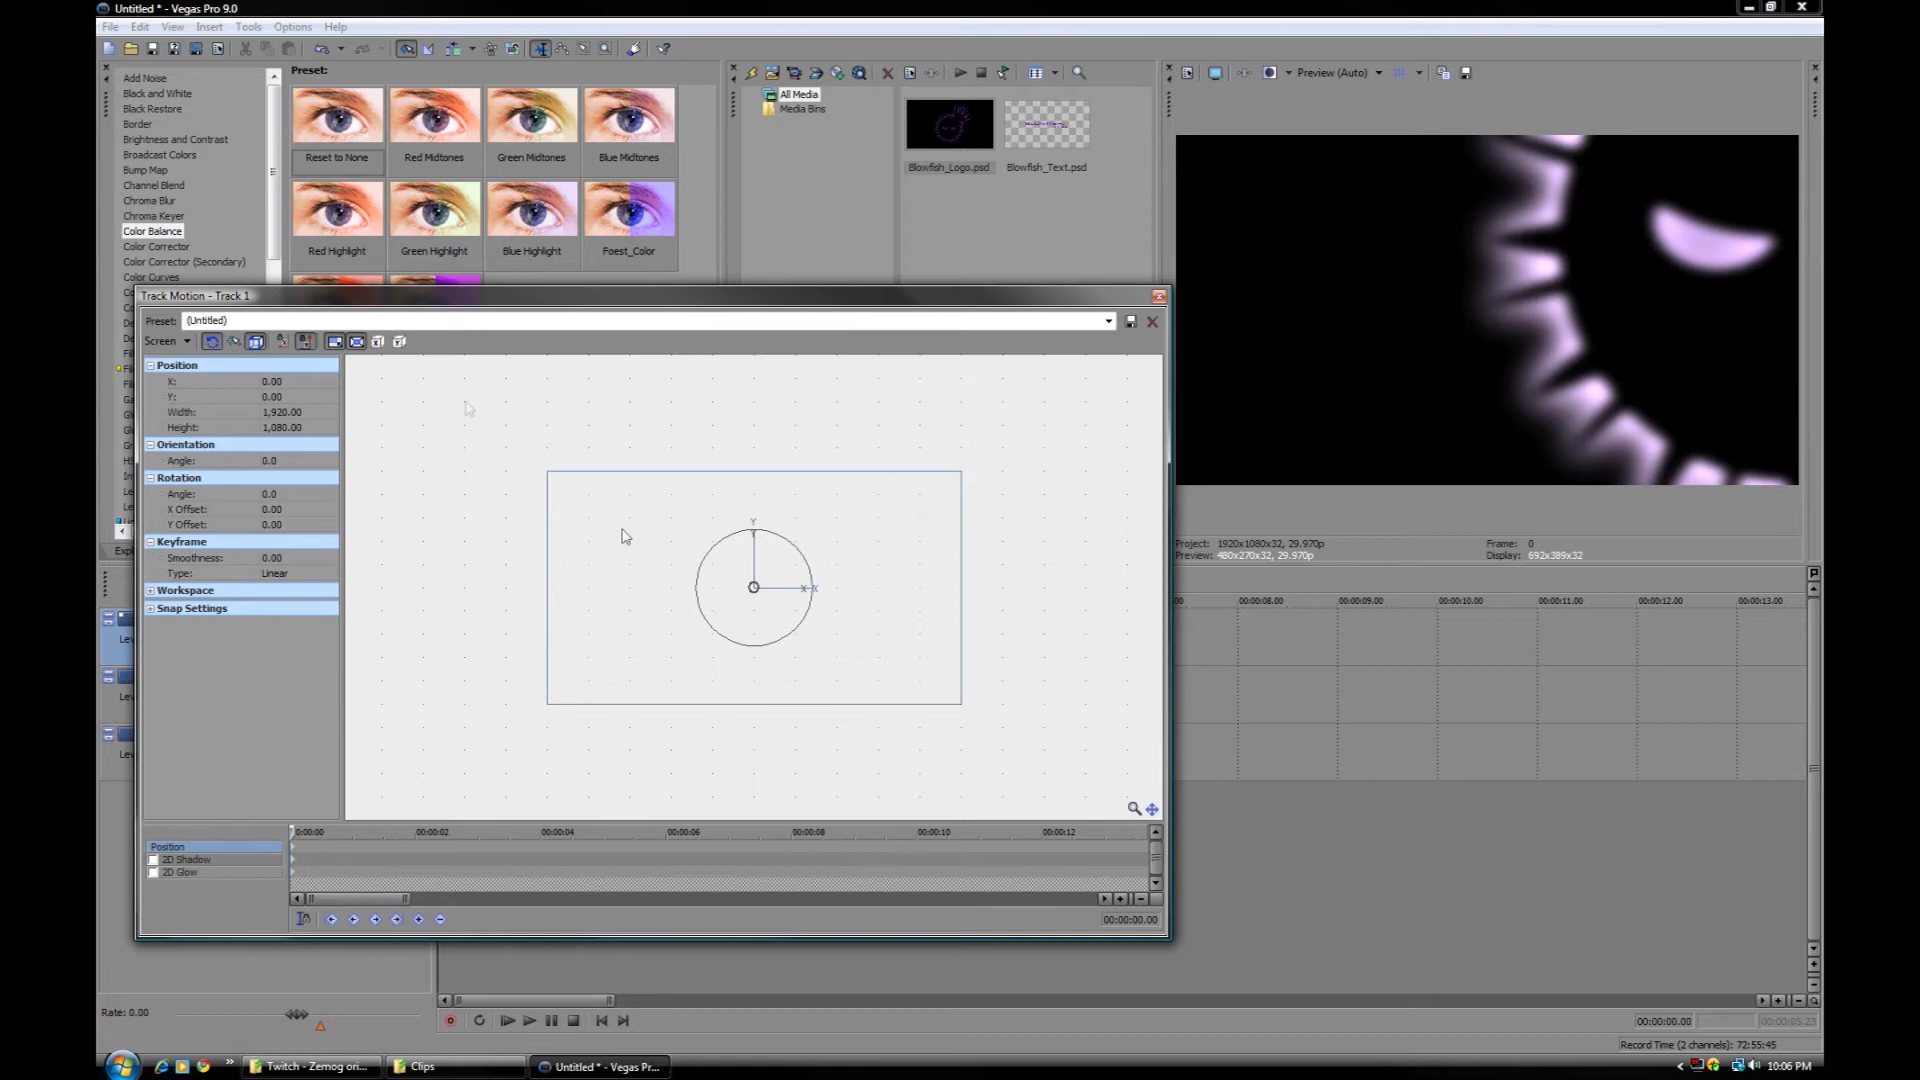 Untitled * - Vegas Pro 9.0
File Edit View Insert Tools Options Help
Add Noise
Black and White
Black Restore
Border
Brightness and Contrast
Broadcast Colors
Bump Map
Channel Blend
Chroma Blur
Chroma Keyer
Color Balance
Color Corrector
Color Corrector (Secondary)
Color Curves
Preset:
Reset to None Red Midtones Green Midtones Blue Midtones
Red Highlight Green Highlight Blue Highlight Foest_Color
All Media
Media Bins
Blowfish_Logo.psd Blowfish_Text.psd
Preview (Auto)
Track Motion - Track 1
Preset: (Untitled)
Screen
Position
X: 0.00
Y: 0.00
Width: 1,920.00
Height: 1,080.00
Orientation
Angle: 0.0
Rotation
Angle: 0.0
X Offset: 0.00
Y Offset: 0.00
Keyframe
Smoothness: 0.00
Type: Linear
Workspace
Snap Settings
Y
Y
X X
Project: 1920x1080x32, 29.970p Frame: 0
Preview: 480x270x32, 29.970p Display: 692x389x32
00:00:08.00 00:00:09.00 00:00:10.00 00:00:11.00 00:00:12.00 00:00:13.00
Lev
Lev
Lev
0:00:00 00:00:02 00:00:04 00:00:06 00:00:08 00:00:10 00:00:12
Position
2D Shadow
2D Glow
00:00:00.00
Rate: 0.00
00:00:00.00 00:00:05.23
Record Time (2 channels): 72:55:45
Twitch - Zemog ori... Clips Untitled * - Vegas Pr... 10:06 PM